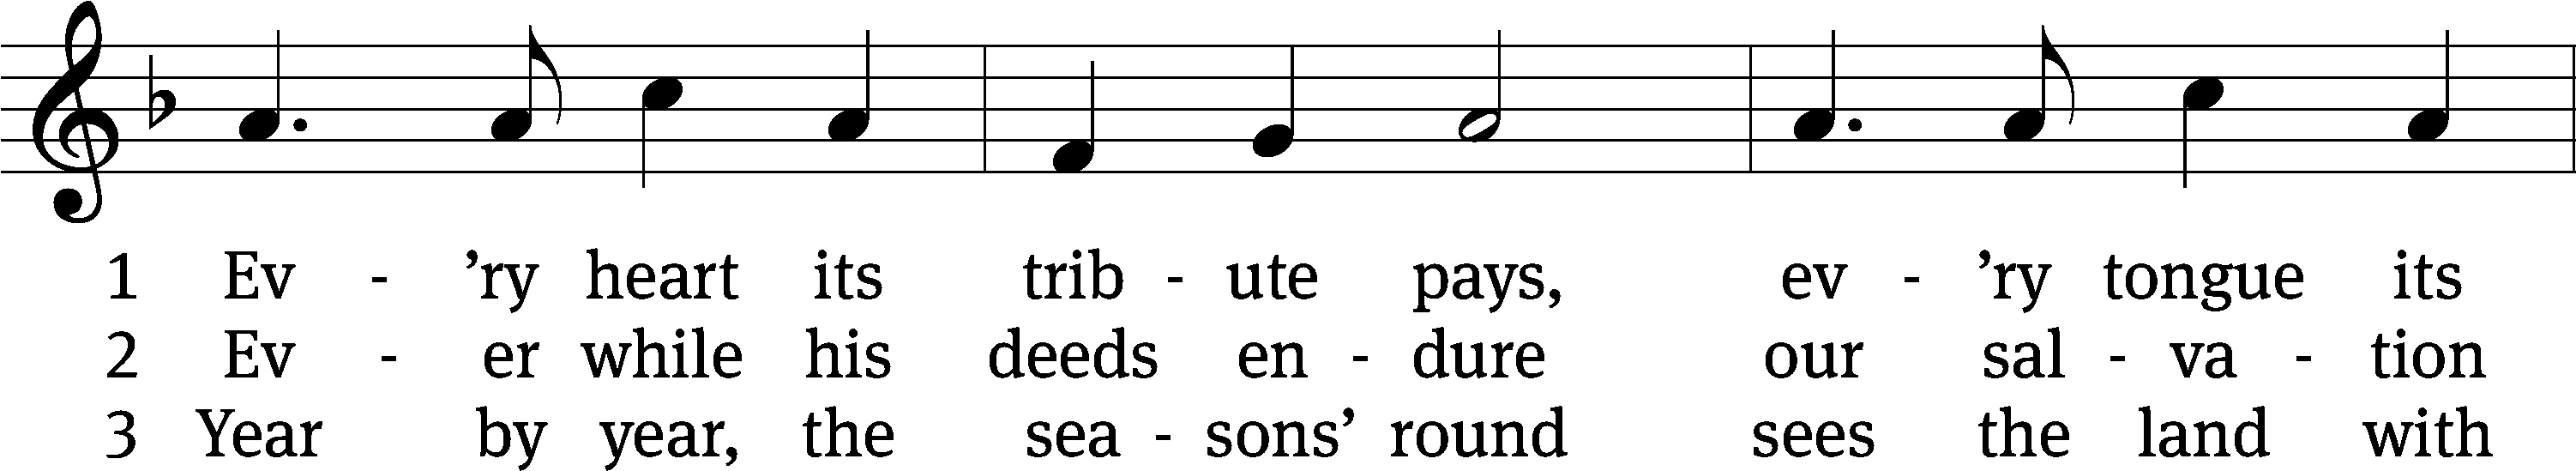 1 Ev - ’ry heart its trib - ute pays, ev - ’ry tongue its
2 Ev - er while his deeds en - dure our sal - va - tion
3 Year by year, the sea - sons’ round sees the land with